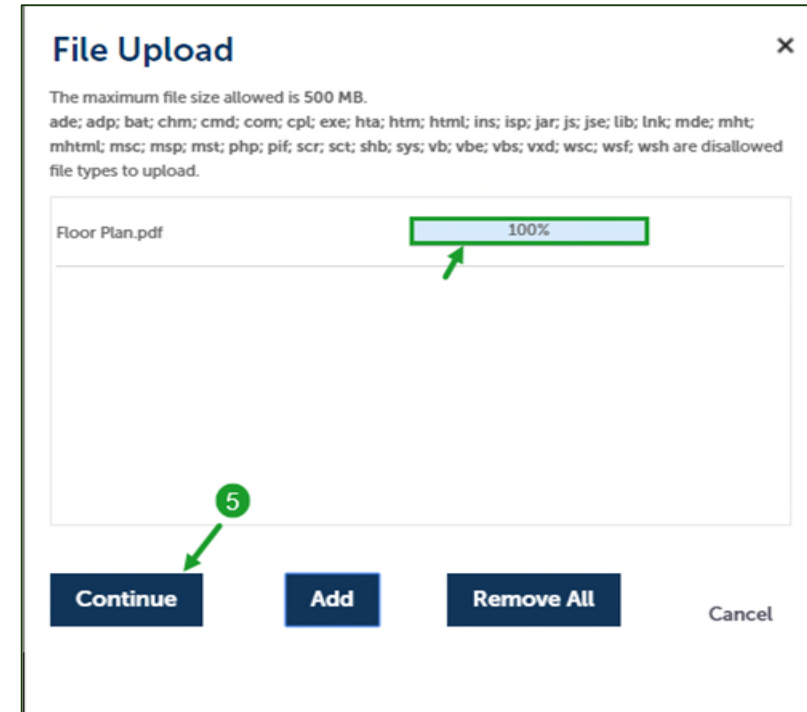 File Upload ×
The maximum file size allowed is 500 MB.
ade; adp; bat; chm; cmd; com; cpl; exe; hta; htm; html; ins; isp; jar; js; jse; lib; lnk; mde; mht;
mhtml; msc; msp; mst; php; pif; scr; sct; shb; sys; vb; vbe; vbs; vxd; wsc; wsf; wsh are disallowed
file types to upload.
Floor Plan.pdf 100%
5
Continue Add Remove All Cancel